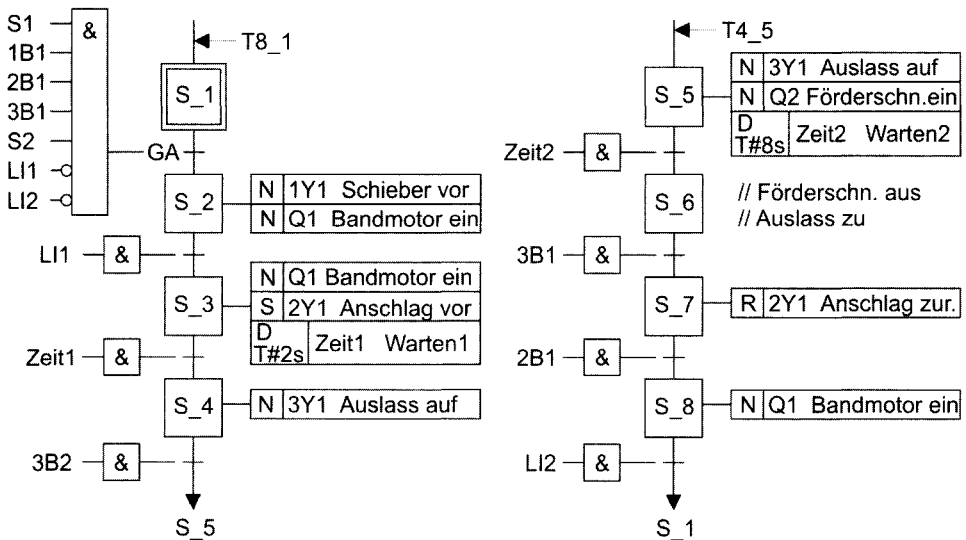 S1
1B1
2B1
3B1
S2
LI1
LI2
&
GA
T8_1
S_1
S_2
N 1Y1 Schieber vor
N Q1 Bandmotor ein
LI1 &
S_3
N Q1 Bandmotor ein
S 2Y1 Anschlag vor
D T#2s Zeit1 Warten1
Zeit1 &
S_4
N 3Y1 Auslass auf
3B2 &
S_5
T4_5
S_5
N 3Y1 Auslass auf
N Q2 Förderschn.ein
D T#8s Zeit2 Warten2
Zeit2 &
S_6
// Förderschn. aus
// Auslass zu
3B1 &
S_7
R 2Y1 Anschlag zur.
2B1 &
S_8
N Q1 Bandmotor ein
LI2 &
S_1